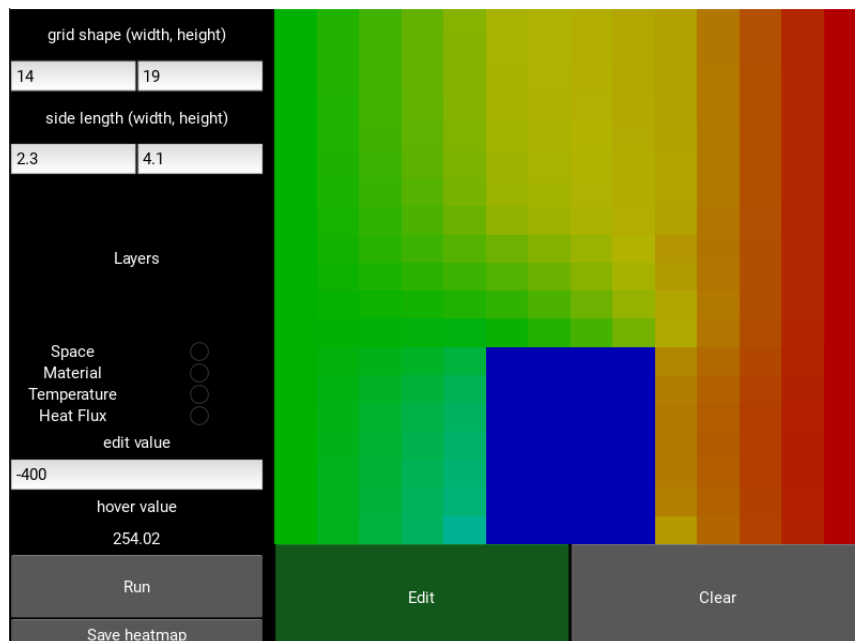 grid shape (width, height)
14 19
side length (width, height)
2.3 4.1
Layers
Space
Material
Temperature
Heat Flux
edit value
-400
hover value
254.02
Run
Edit
Clear
Save heatmap